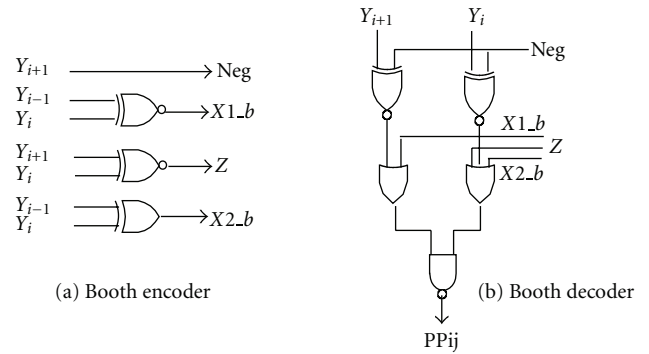 Y_{i+1} Neg
Y_{i−1}
Y_i
X1_b
Y_{i+1}
Y_i
Z
Y_{i−1}
Y_i
X2_b
(a) Booth encoder
Y_{i+1} Y_i
Neg
X1_b
Z
X2_b
PPij
(b) Booth decoder